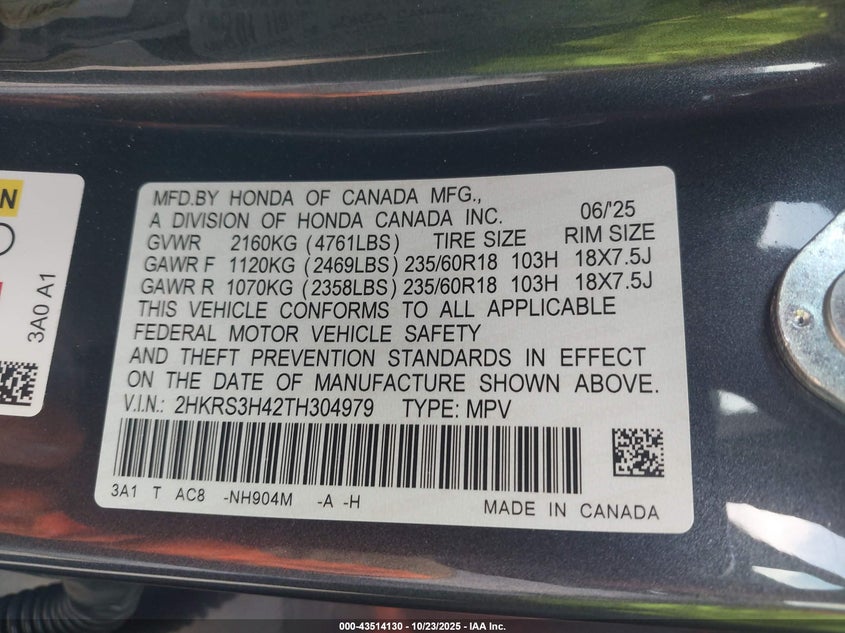 N
3A0 A1
MFD.BY HONDA OF CANADA MFG.,
A DIVISION OF HONDA CANADA INC. 06/'25
GVWR 2160KG (4761LBS) TIRE SIZE RIM SIZE
GAWR F 1120KG (2469LBS) 235/60R18 103H 18X7.5J
GAWR R 1070KG (2358LBS) 235/60R18 103H 18X7.5J
THIS VEHICLE CONFORMS TO ALL APPLICABLE
FEDERAL MOTOR VEHICLE SAFETY
AND THEFT PREVENTION STANDARDS IN EFFECT
ON THE DATE OF MANUFACTURE SHOWN ABOVE.
V.I.N.: 2HKRS3H42TH304979 TYPE: MPV
3A1 T AC8 -NH904M -A -H MADE IN CANADA
000-43514130 - 10/23/2025 - IAA Inc.